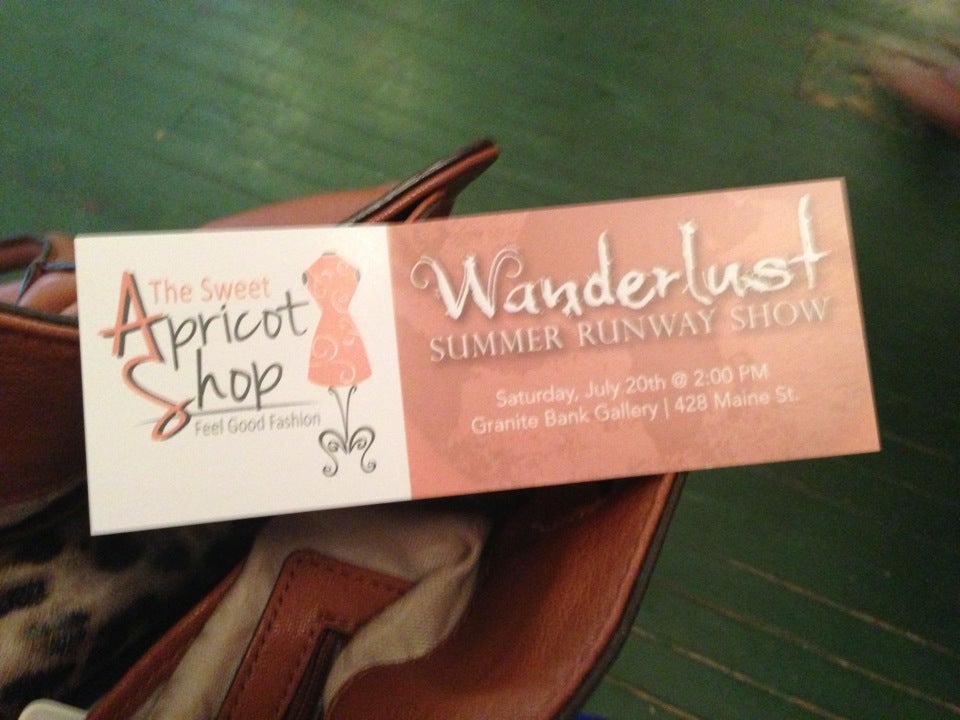 The Sweet
Apricot
Shop
Feel Good Fashion
Wanderlust
SUMMER RUNWAY SHOW
Saturday, July 20th @ 2:00 PM
Granite Bank Gallery | 428 Maine St.